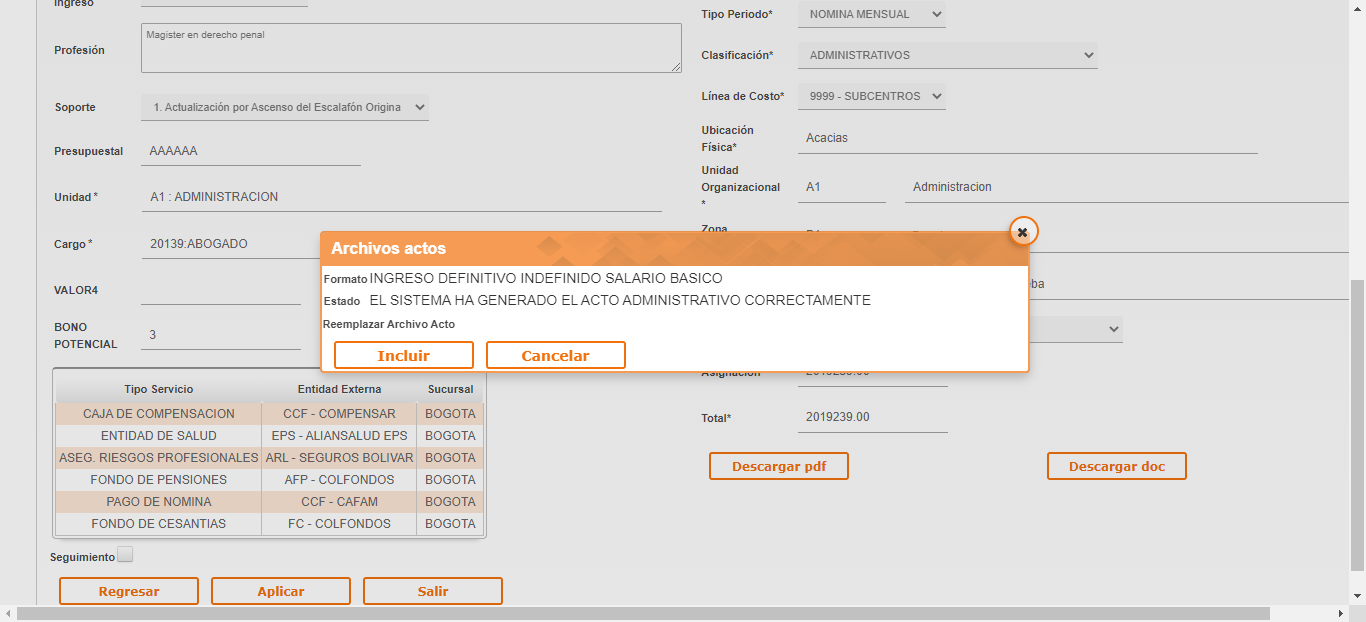 Ingreso
Profesión
Magister en derecho penal
Soporte
1. Actualización por Ascenso del Escalafón Origina
Presupuestal
AAAAAA
Unidad *
A1 : ADMINISTRACION
Cargo *
20139:ABOGADO
VALOR4
BONO
POTENCIAL
3
Tipo Periodo*
NOMINA MENSUAL
Clasificación*
ADMINISTRATIVOS
Línea de Costo*
9999 - SUBCENTROS
Ubicación
Física*
Acacias
Unidad
Organizacional
*
A1
Administracion
Zona
Archivos actos
Formato INGRESO DEFINITIVO INDEFINIDO SALARIO BASICO
Estado EL SISTEMA HA GENERADO EL ACTO ADMINISTRATIVO CORRECTAMENTE
Reemplazar Archivo Acto
Incluir Cancelar
Asignación
2019239.00
Total*
2019239.00
Descargar pdf Descargar doc
Tipo Servicio Entidad Externa Sucursal
CAJA DE COMPENSACION CCF - COMPENSAR BOGOTA
ENTIDAD DE SALUD EPS - ALIANSALUD EPS BOGOTA
ASEG. RIESGOS PROFESIONALES ARL - SEGUROS BOLIVAR BOGOTA
FONDO DE PENSIONES AFP - COLFONDOS BOGOTA
PAGO DE NOMINA CCF - CAFAM BOGOTA
FONDO DE CESANTIAS FC - COLFONDOS BOGOTA
Seguimiento
Regresar Aplicar Salir